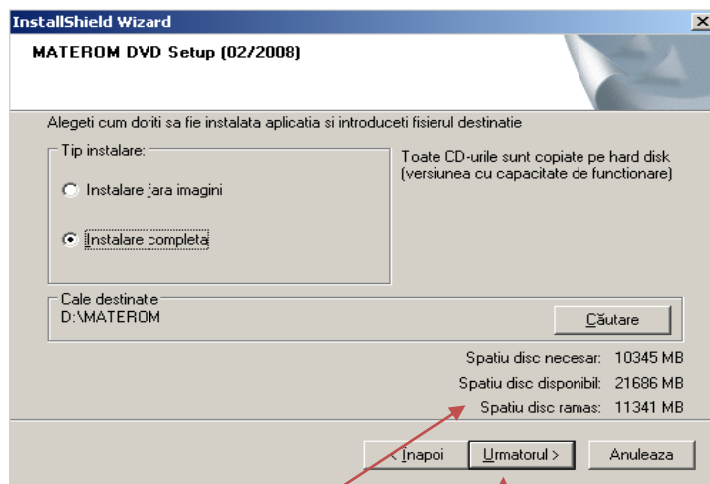 InstallShield Wizard
MATEROM DVD Setup (02/2008)
Alegeti cum doriti sa fie instalata aplicatia si introduceti fisierul destinatie
Tip instalare:
Toate CD-urile sunt copiate pe hard disk
(versiunea cu capacitate de functionare)
Instalare fara imagini
Instalare completa
Cale destinate
D:\MATEROM
Căutare
Spatiu disc necesar: 10345 MB
Spatiu disc disponibil: 21686 MB
Spatiu disc ramas: 11341 MB
< Inapoi
Urmatorul >
Anuleaza